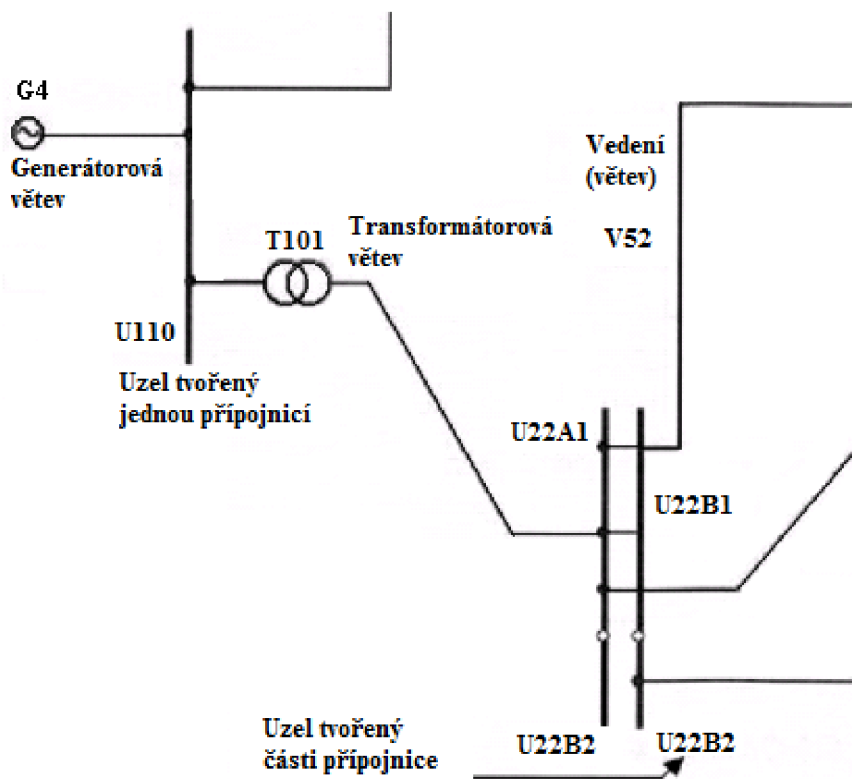 G4
Generátorová
větev
T101
Transformátorová
větev
Vedení
(větev)
V52
U110
Uzel tvořený
jednou přípojnicí
U22A1
U22B1
Uzel tvořený
části přípojnice
U22B2
U22B2